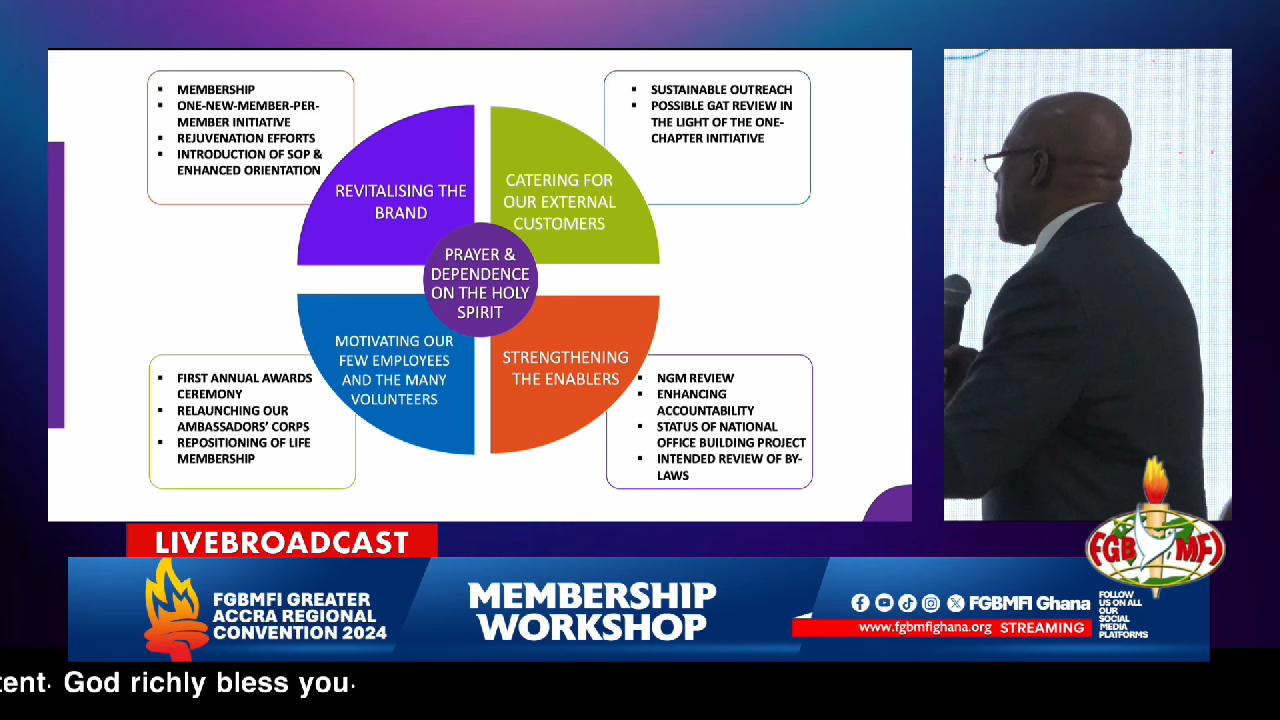 ▪ MEMBERSHIP
▪ ONE-NEW-MEMBER-PER-
MEMBER INITIATIVE
▪ REJUVENATION EFFORTS
▪ INTRODUCTION OF SOP &
ENHANCED ORIENTATION
▪ SUSTAINABLE OUTREACH
▪ POSSIBLE GAT REVIEW IN
THE LIGHT OF THE ONE-
CHAPTER INITIATIVE
REVITALISING THE
BRAND
CATERING FOR
OUR EXTERNAL
CUSTOMERS
PRAYER &
DEPENDENCE
ON THE HOLY
SPIRIT
MOTIVATING OUR
FEW EMPLOYEES
AND THE MANY
VOLUNTEERS
STRENGTHENING
THE ENABLERS
▪ FIRST ANNUAL AWARDS
CEREMONY
▪ RELAUNCHING OUR
AMBASSADORS' CORPS
▪ REPOSITIONING OF LIFE
MEMBERSHIP
▪ NGM REVIEW
▪ ENHANCING
ACCOUNTABILITY
▪ STATUS OF NATIONAL
OFFICE BUILDING PROJECT
▪ INTENDED REVIEW OF BY-
LAWS
LIVEBROADCAST
FGBMFI GREATER
ACCRA REGIONAL
CONVENTION 2024
MEMBERSHIP
WORKSHOP
FGBMFI Ghana
www.fgbmfighana.org STREAMING
FOLLOW
US ON ALL
OUR
SOCIAL
MEDIA
PLATFORMS
FGB MFI
tent. God richly bless you.